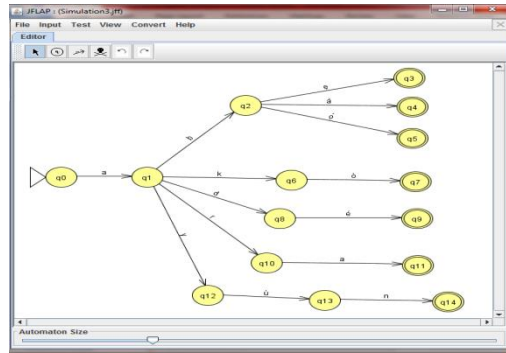 JFLAP : (Simulation3.jff)
File Input Test View Convert Help
Editor
q3
q2
á
q4
q5
q0
a
q1
k
q6
q7
q8
q9
r
q10
a
q11
q12
ù
q13
n
q14
Automaton Size